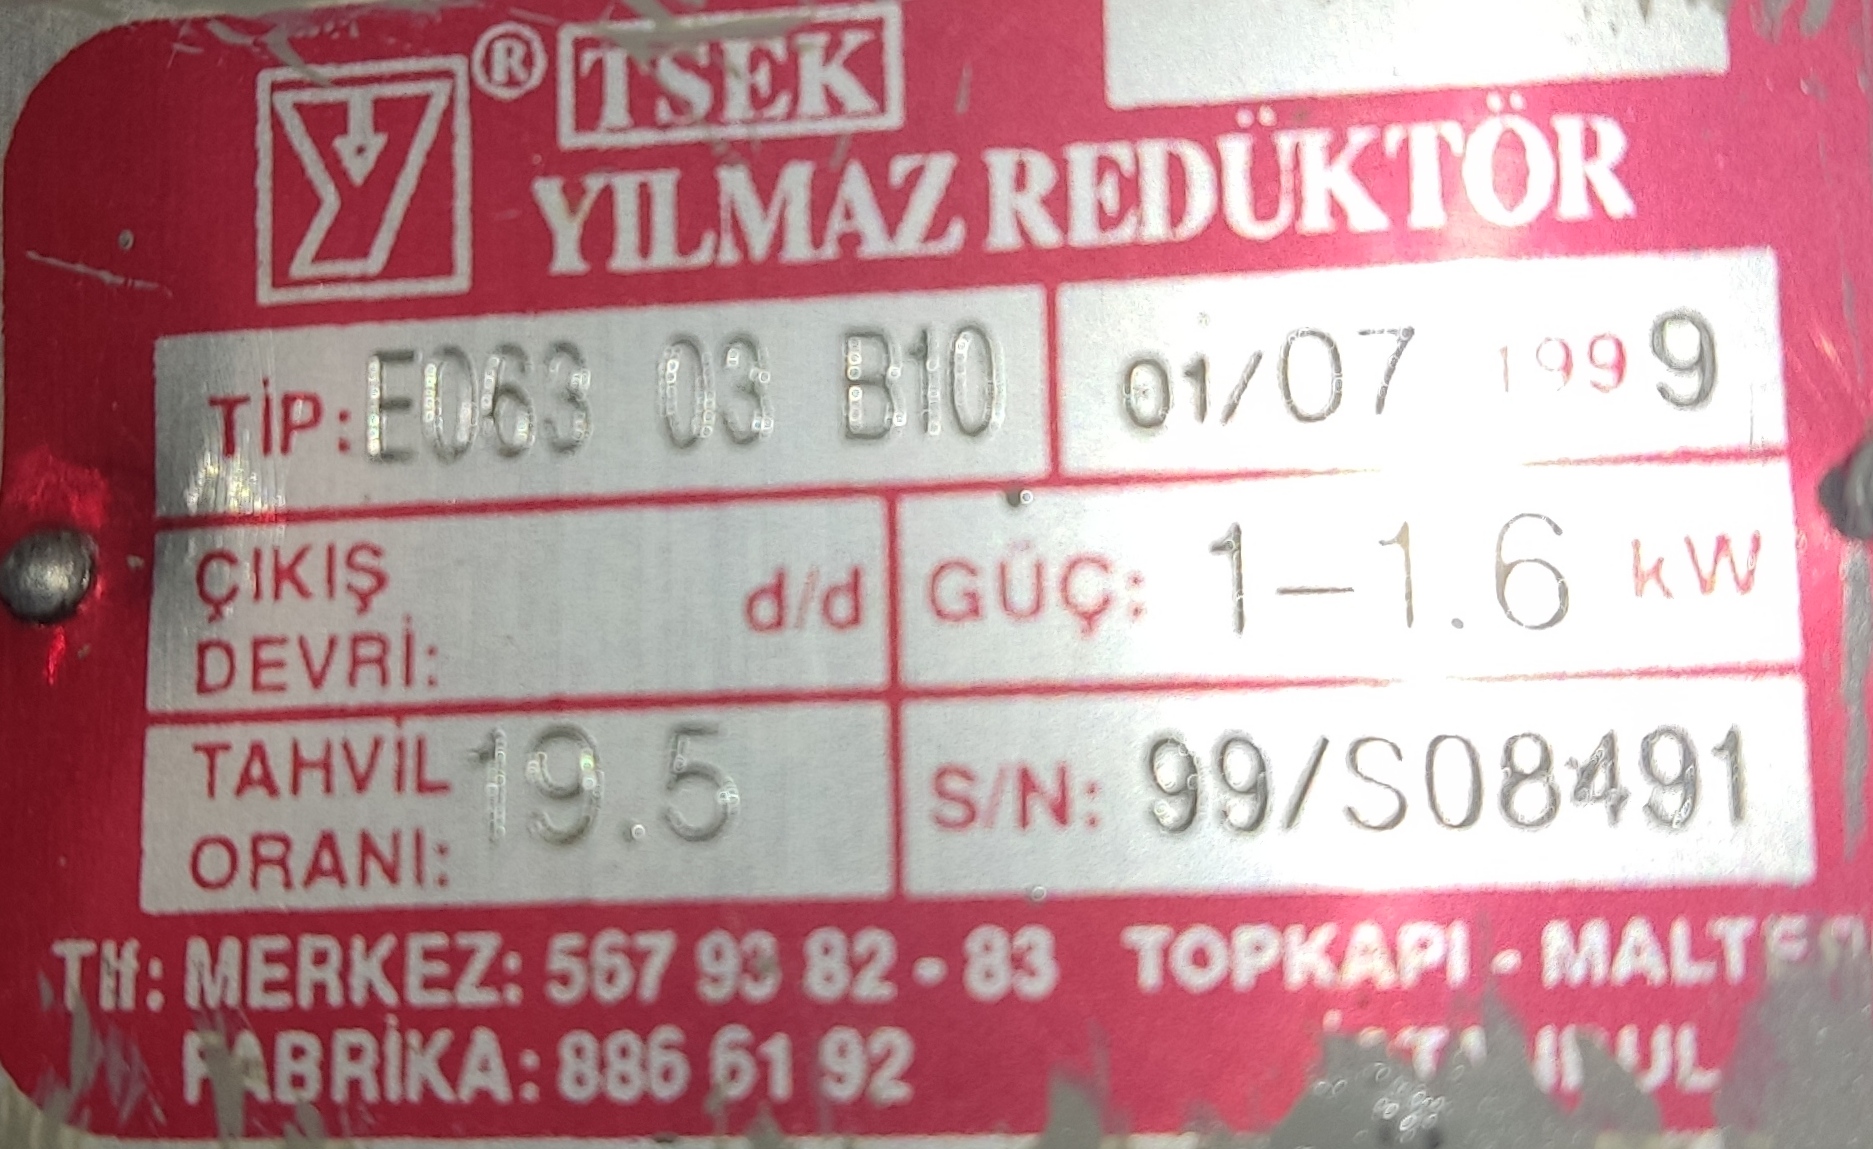 ® TSEK
YILMAZ REDÜKTÖR
TİP: E063 03 B10 01/07 1999
ÇIKIŞ DEVRİ: d/d GÜÇ: 1-1.6 kW
TAHVİL ORANI: 19.5 S/N: 99/S08491
Tlf: MERKEZ: 567 93 82 - 83 TOPKAPI -
FABRİKA: 886 61 92